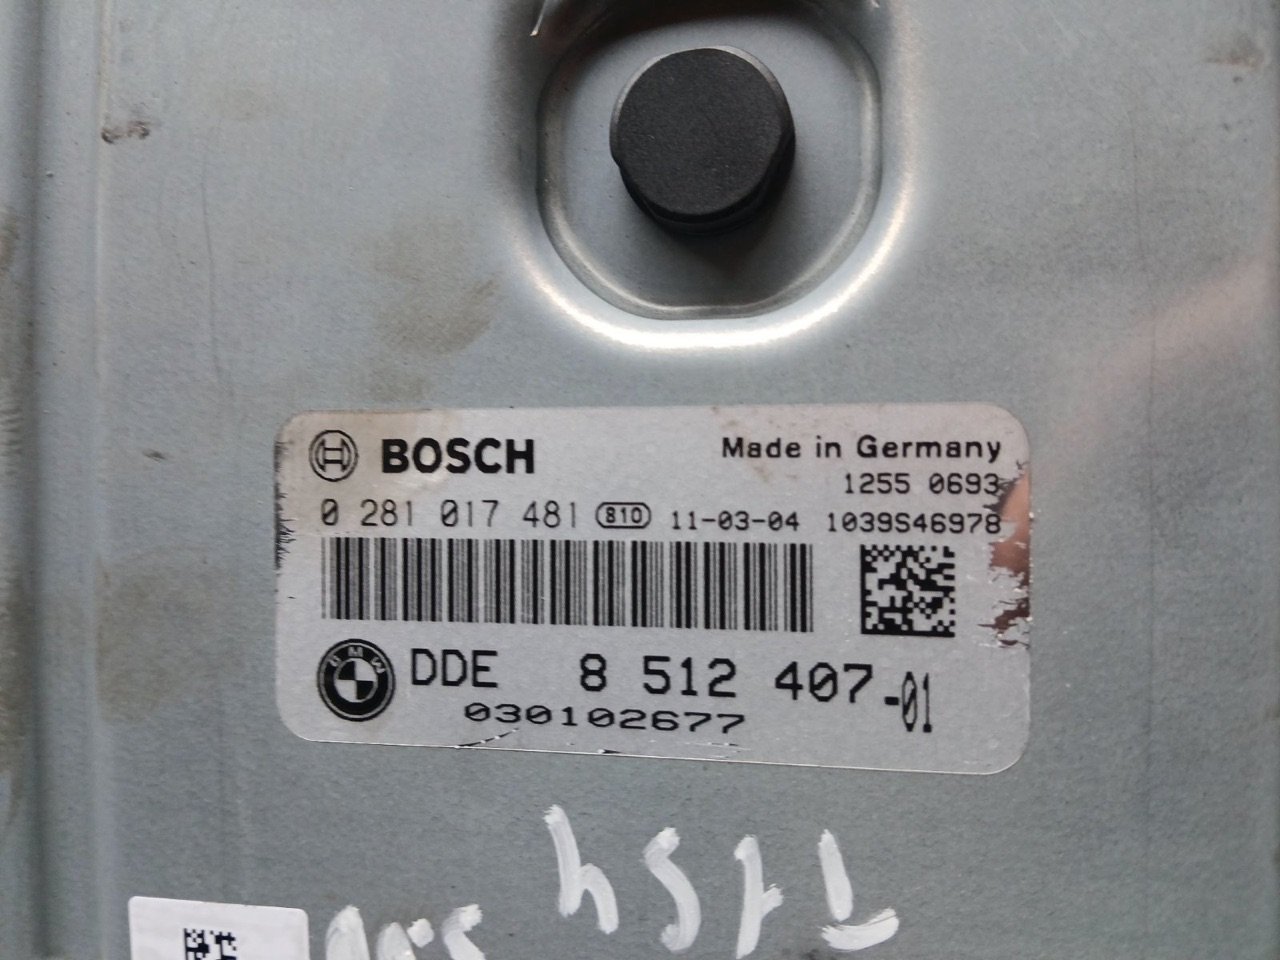 BOSCH
Made in Germany
1255 0693
0 281 017 481 810 11-03-04 1039S46978
BMW
DDE 8 512 407-01
030102677